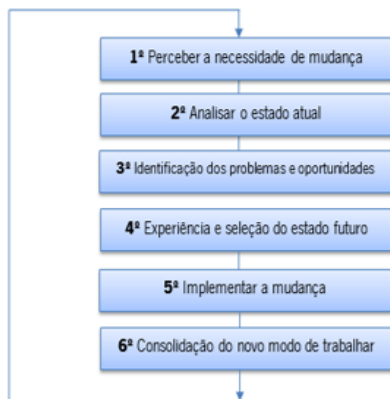 1ª Perceber a necessidade de mudança
2ª Analisar o estado atual
3ª Identificação dos problemas e oportunidades
4ª Experiência e seleção do estado futuro
5ª Implementar a mudança
6ª Consolidação do novo modo de trabalhar